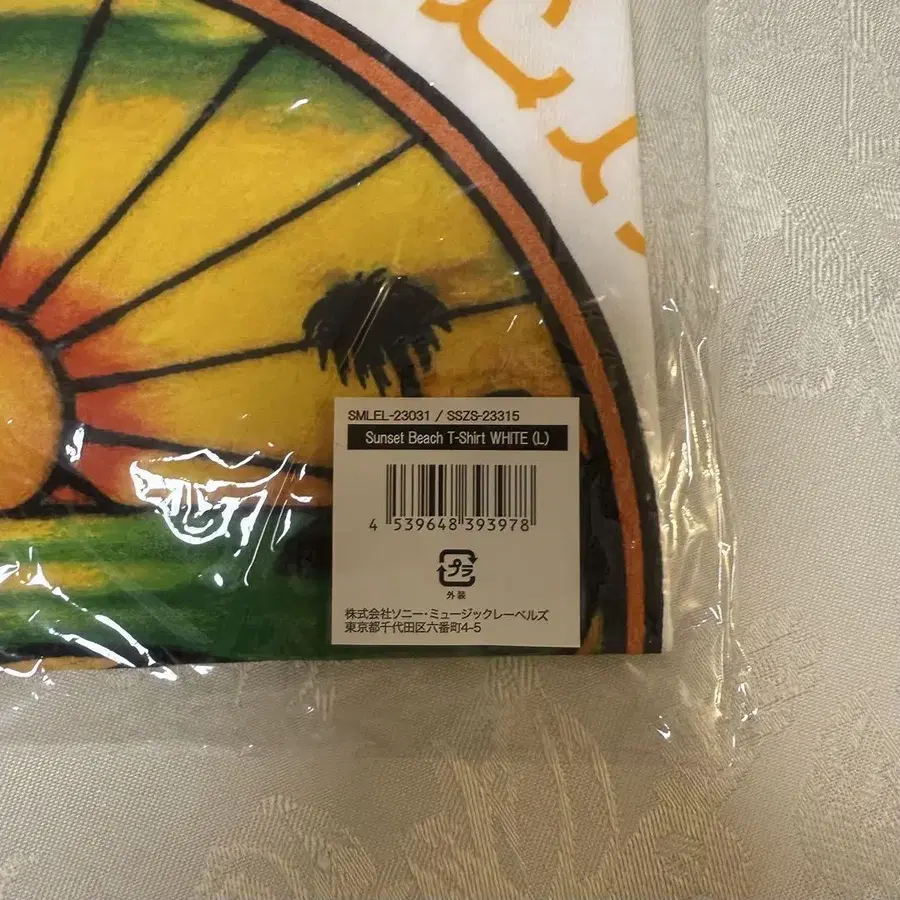 SMLEL-23031 / SSZS-23315
Sunset Beach T-Shirt WHITE (L)
4 539648 393978
プラ
外装
株式会社ソニー・ミュージックレーベルズ
東京都千代田区六番町4-5